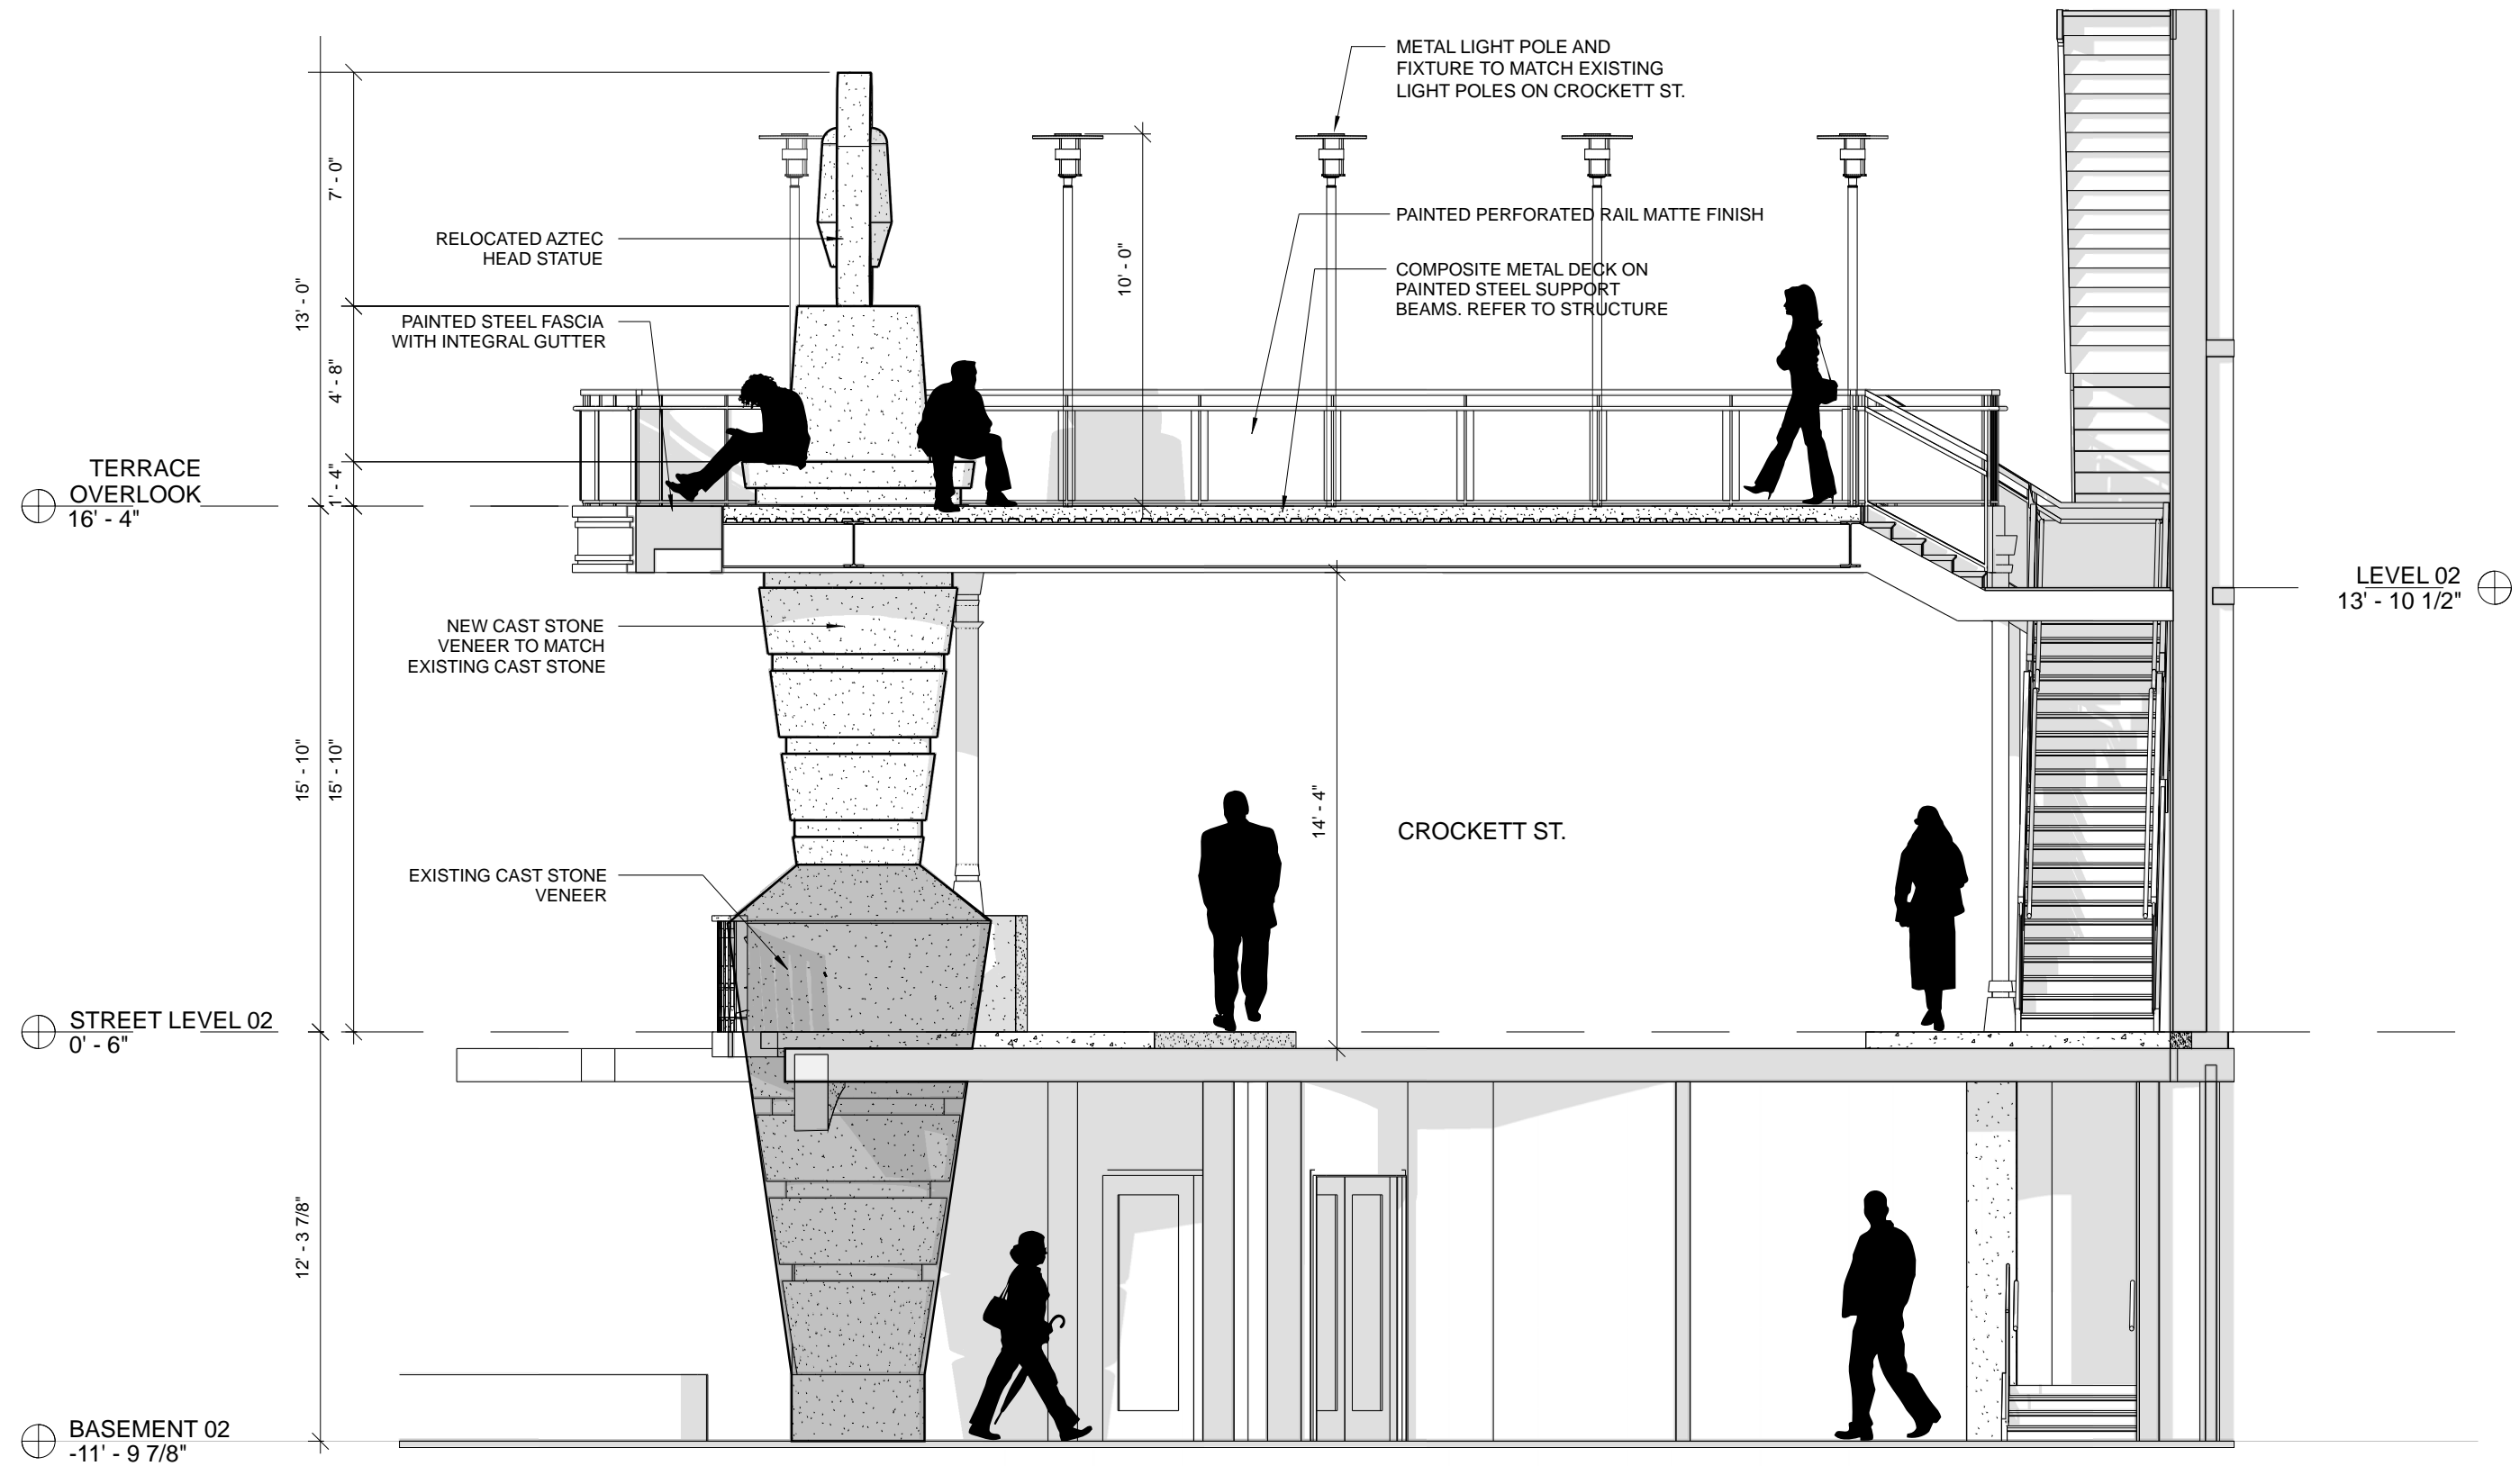 METAL LIGHT POLE AND
FIXTURE TO MATCH EXISTING
LIGHT POLES ON CROCKETT ST.
7' - 0"
PAINTED PERFORATED RAIL MATTE FINISH
RELOCATED AZTEC
HEAD STATUE
10' - 0"
COMPOSITE METAL DECK ON
PAINTED STEEL SUPPORT
BEAMS. REFER TO STRUCTURE
13' - 0"
PAINTED STEEL FASCIA
WITH INTEGRAL GUTTER
4' - 8"
1' - 4"
TERRACE
OVERLOOK
16' - 4"
LEVEL 02
13' - 10 1/2"
NEW CAST STONE
VENEER TO MATCH
EXISTING CAST STONE
15' - 10"
15' - 10"
14' - 4"
CROCKETT ST.
EXISTING CAST STONE
VENEER
STREET LEVEL 02
0' - 6"
12' - 3 7/8"
BASEMENT 02
-11' - 9 7/8"